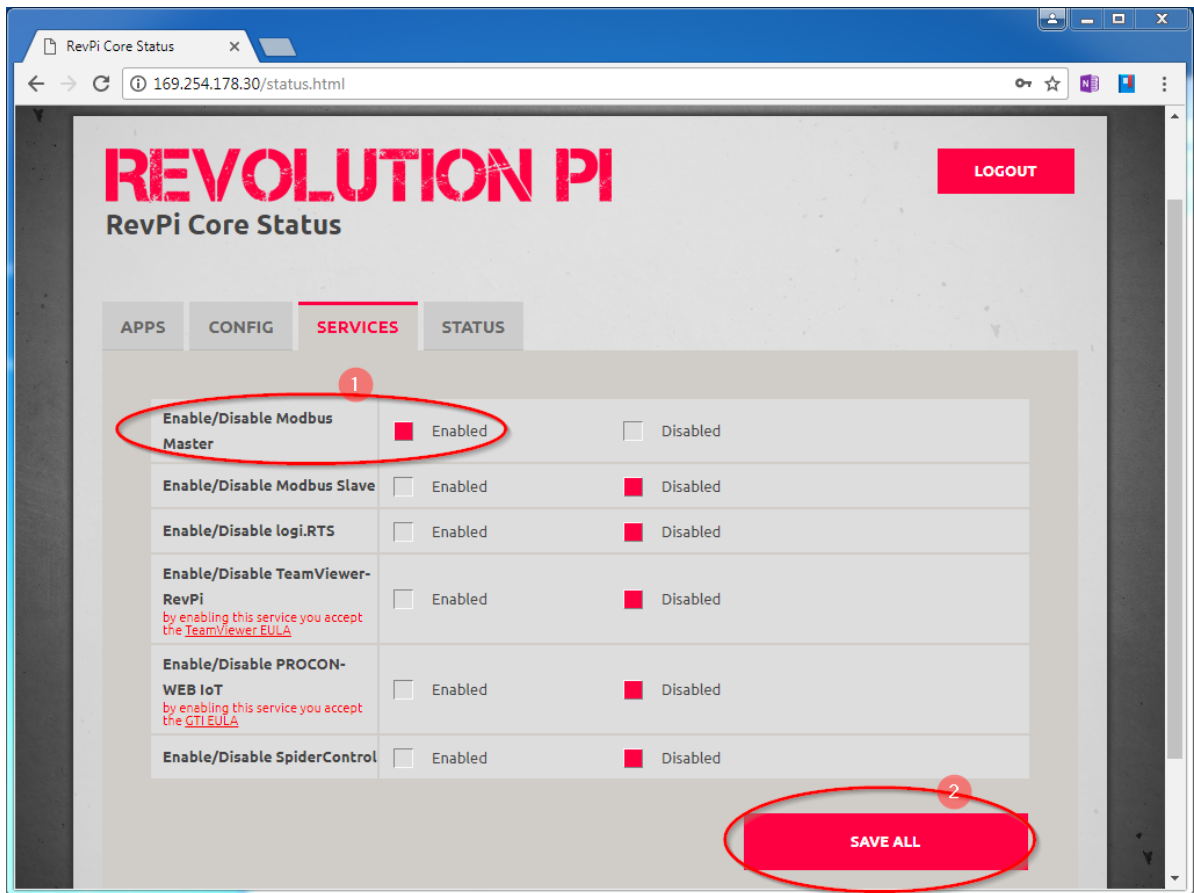 RevPi Core Status
169.254.178.30/status.html
REVOLUTION PI
LOGOUT
RevPi Core Status
APPS CONFIG SERVICES STATUS
1
Enable/Disable Modbus
Master
Enabled Disabled
Enable/Disable Modbus Slave Enabled Disabled
Enable/Disable logi.RTS Enabled Disabled
Enable/Disable TeamViewer-
RevPi
Enabled Disabled
by enabling this service you accept
the TeamViewer EULA
Enable/Disable PROCON-
WEB IoT
Enabled Disabled
by enabling this service you accept
the GTI EULA
Enable/Disable SpiderControl Enabled Disabled
2
SAVE ALL